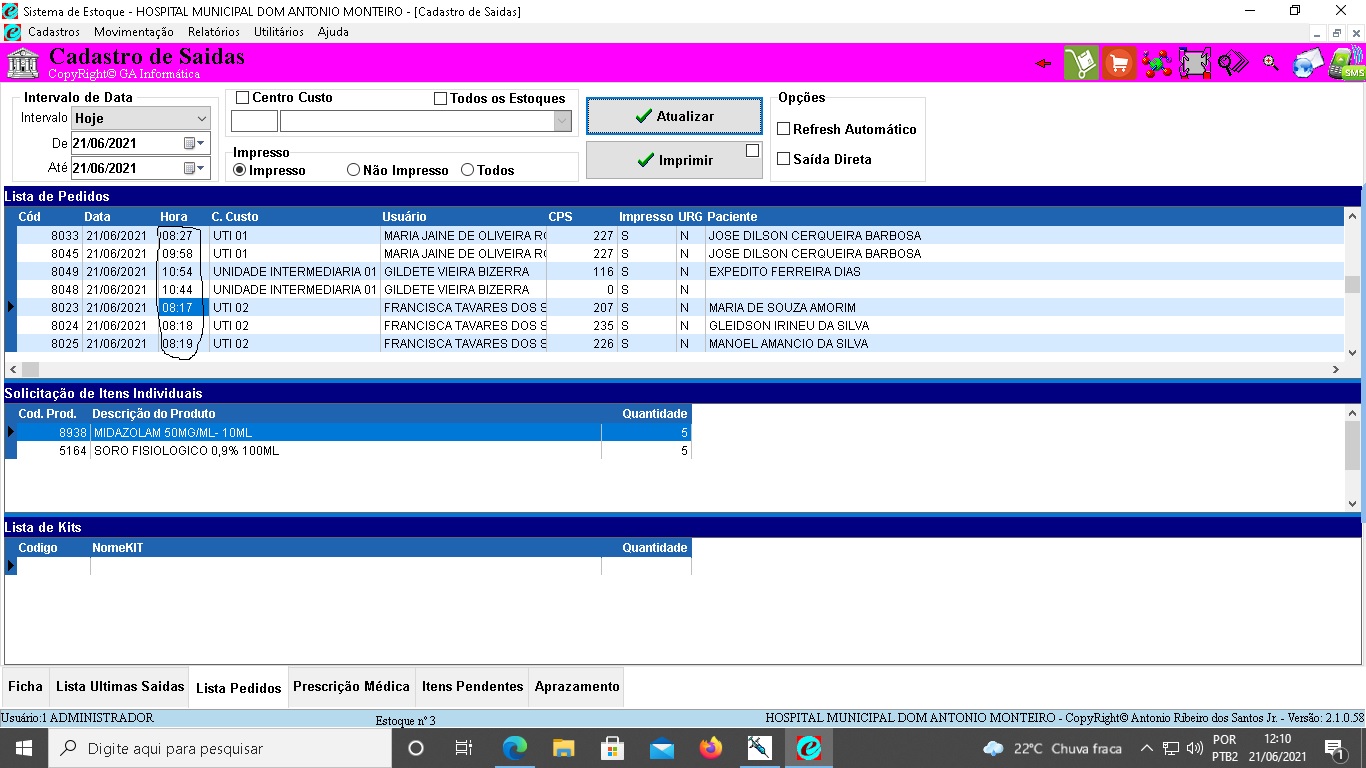 Sistema de Estoque - HOSPITAL MUNICIPAL DOM ANTONIO MONTEIRO - [Cadastro de Saidas]
Cadastros Movimentação Relatórios Utilitários Ajuda
Cadastro de Saidas
CopyRight© GA Informática
SMS
Intervalo de Data
Intervalo Hoje
De 21/06/2021
Até 21/06/2021
Centro Custo Todos os Estoques
Impresso
Impresso Não Impresso Todos
Atualizar
Imprimir
Opções
Refresh Automático
Saída Direta
Lista de Pedidos
Cód Data Hora C. Custo Usuário CPS Impresso URG Paciente
8033 21/06/2021 08:27 UTI 01 MARIA JAINE DE OLIVEIRA RO 227 S N JOSE DILSON CERQUEIRA BARBOSA
8045 21/06/2021 09:58 UTI 01 MARIA JAINE DE OLIVEIRA RO 227 S N JOSE DILSON CERQUEIRA BARBOSA
8049 21/06/2021 10:54 UNIDADE INTERMEDIARIA 01 GILDETE VIEIRA BIZERRA 116 S N EXPEDITO FERREIRA DIAS
8048 21/06/2021 10:44 UNIDADE INTERMEDIARIA 01 GILDETE VIEIRA BIZERRA 0 S N
8023 21/06/2021 08:17 UTI 02 FRANCISCA TAVARES DOS S 207 S N MARIA DE SOUZA AMORIM
8024 21/06/2021 08:18 UTI 02 FRANCISCA TAVARES DOS S 235 S N GLEIDSON IRINEU DA SILVA
8025 21/06/2021 08:19 UTI 02 FRANCISCA TAVARES DOS S 226 S N MANOEL AMANCIO DA SILVA
Solicitação de Itens Individuais
Cod. Prod. Descrição do Produto Quantidade
8938 MIDAZOLAM 50MG/ML- 10ML 5
5164 SORO FISIOLOGICO 0,9% 100ML 5
Lista de Kits
Codigo NomeKIT Quantidade
Ficha Lista Ultimas Saidas Lista Pedidos Prescrição Médica Itens Pendentes Aprazamento
Usuário:1 ADMINISTRADOR Estoque nº 3 HOSPITAL MUNICIPAL DOM ANTONIO MONTEIRO - CopyRight© Antonio Ribeiro dos Santos Jr. - Versão: 2.1.0.58
Digite aqui para pesquisar
22°C Chuva fraca
POR
PTB2
12:10
21/06/2021
1